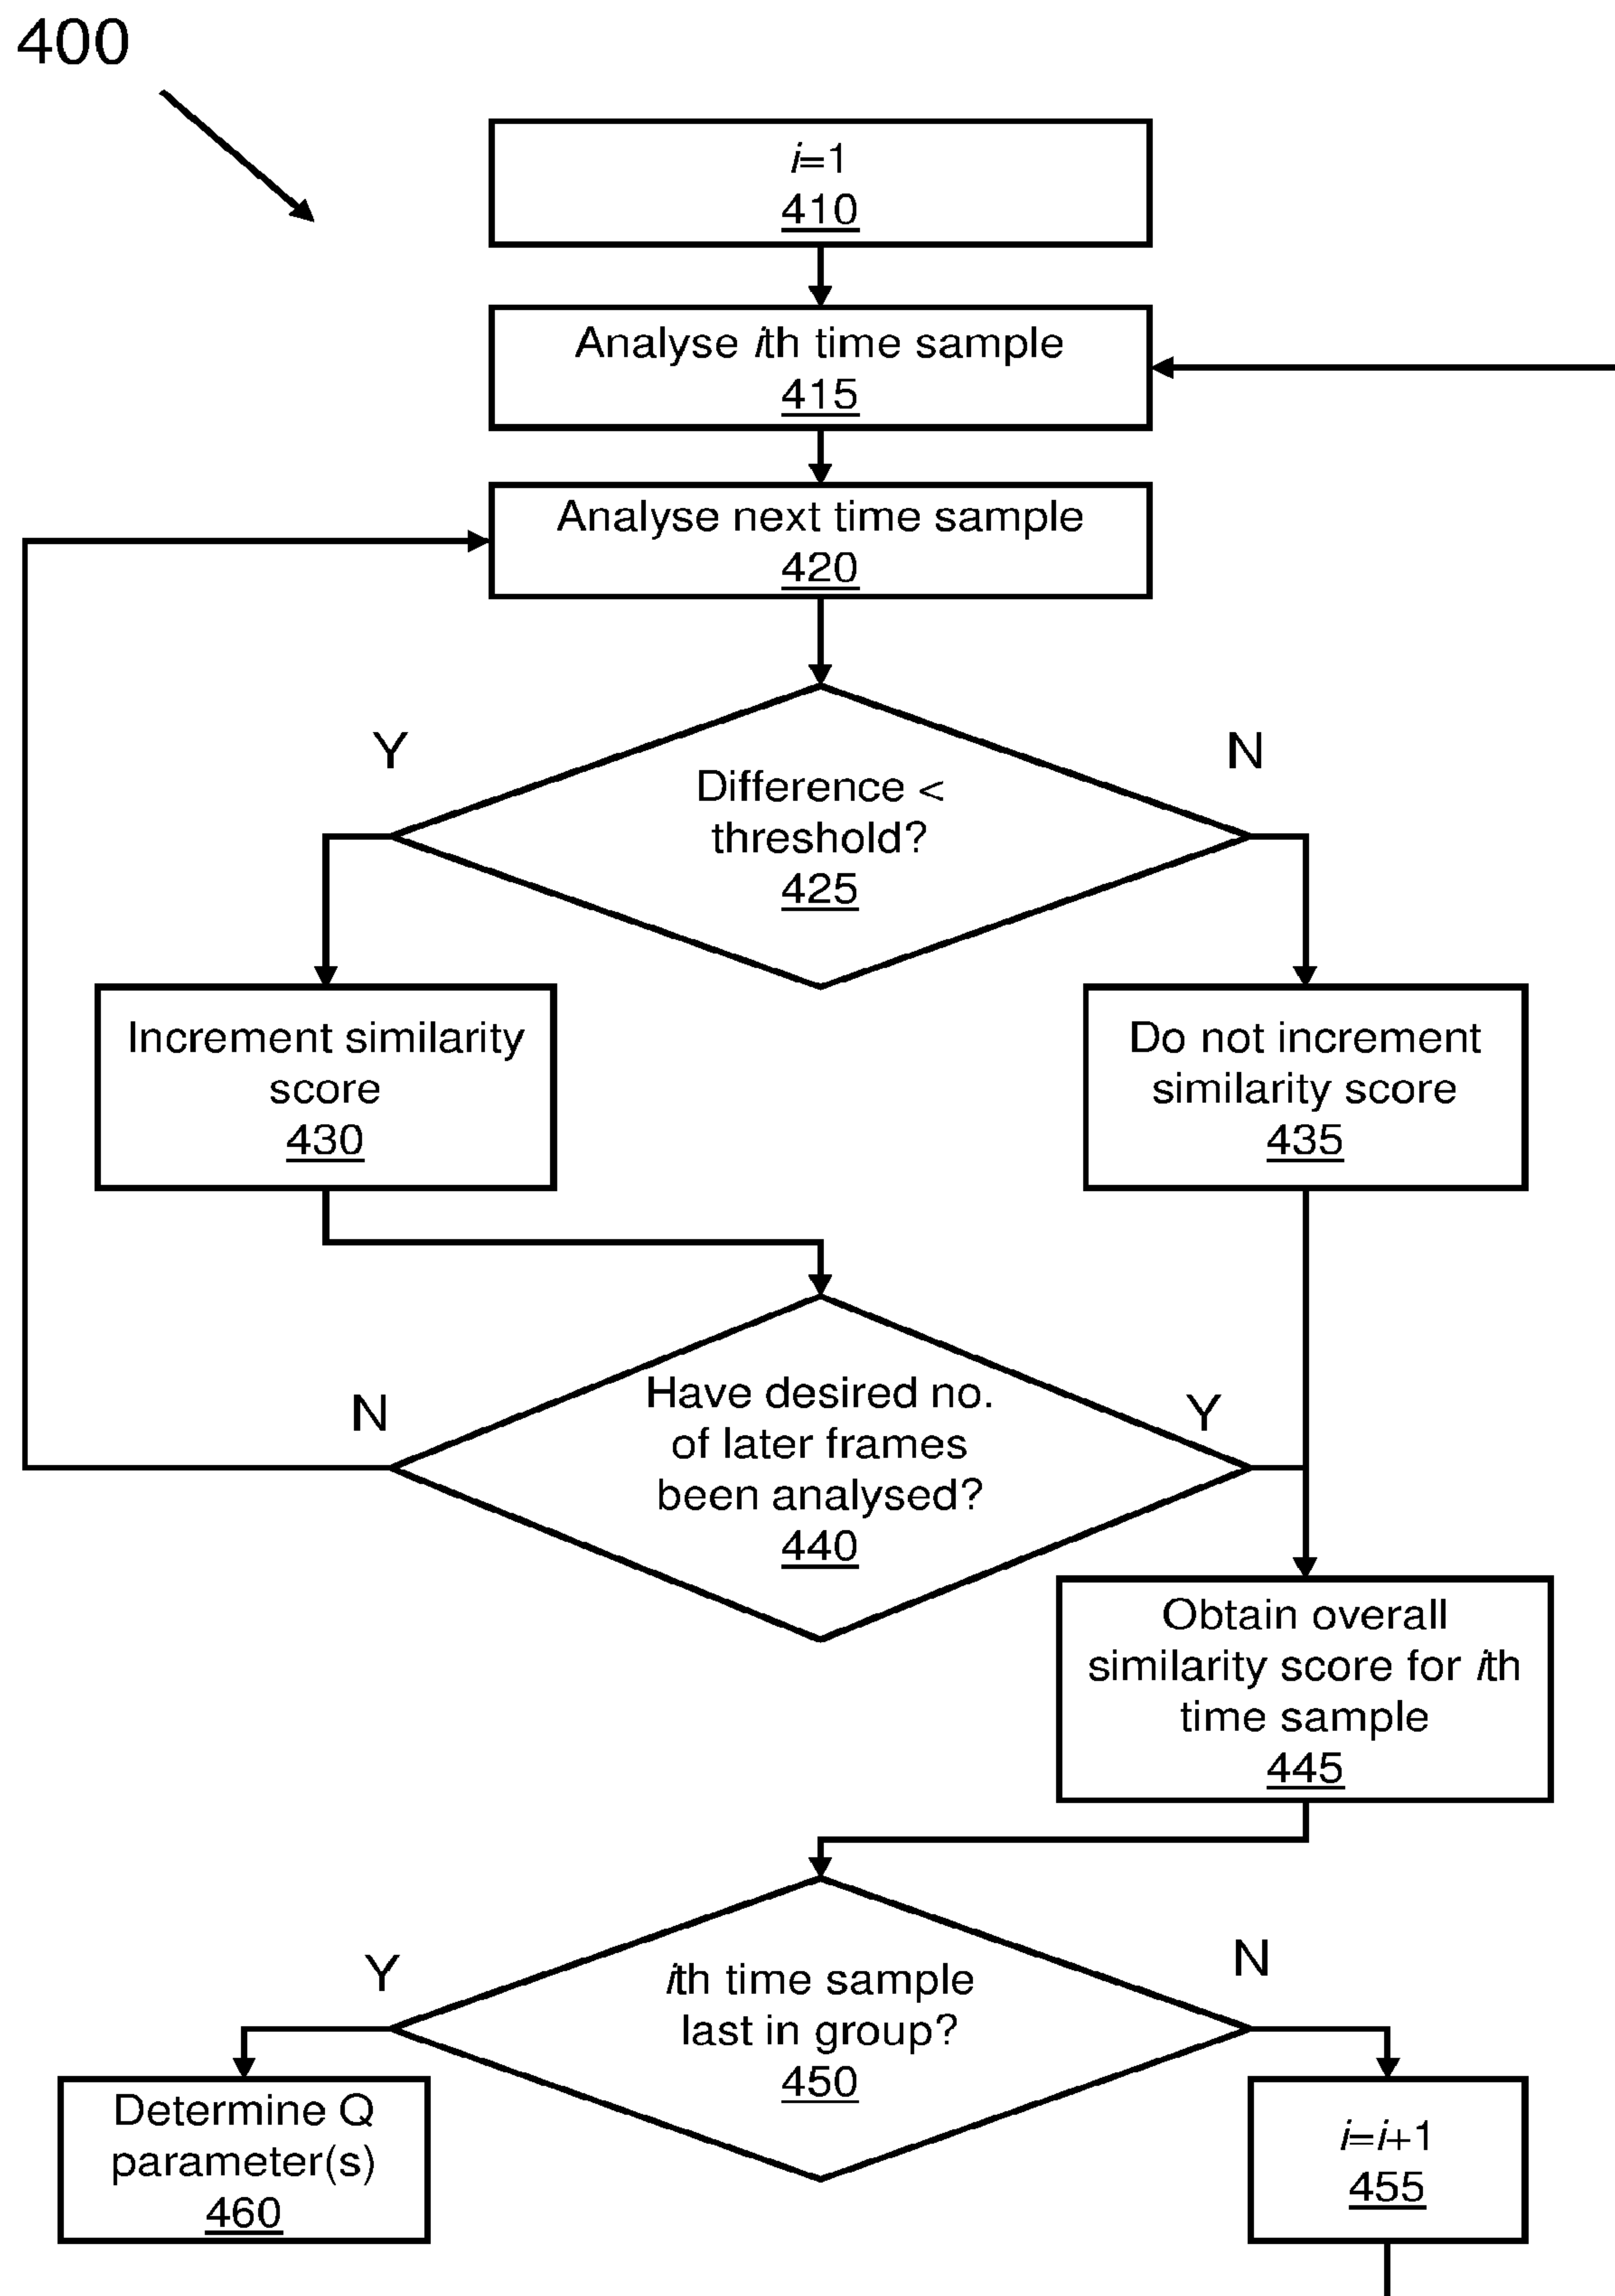 400
i=1
410
Analyse ith time sample
415
Analyse next time sample
420
Y
N
Difference <
threshold?
425
Increment similarity
score
430
Do not increment
similarity score
435
N
Y
Have desired no.
of later frames
been analysed?
440
Obtain overall
similarity score for ith
time sample
445
Y
N
ith time sample
last in group?
450
Determine Q
parameter(s)
460
i=i+1
455